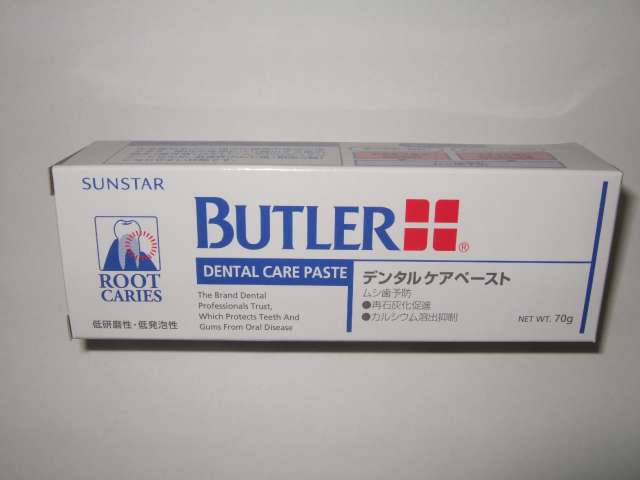 SUNSTAR
BUTLER®
ROOT
CARIES
低研磨性・低発泡性
DENTAL CARE PASTE
The Brand Dental
Professionals Trust,
Which Protects Teeth And
Gums From Oral Disease
デンタルケアペースト
ムシ歯予防
●再石灰化促進
●カルシウム溶出抑制
NET WT. 70g